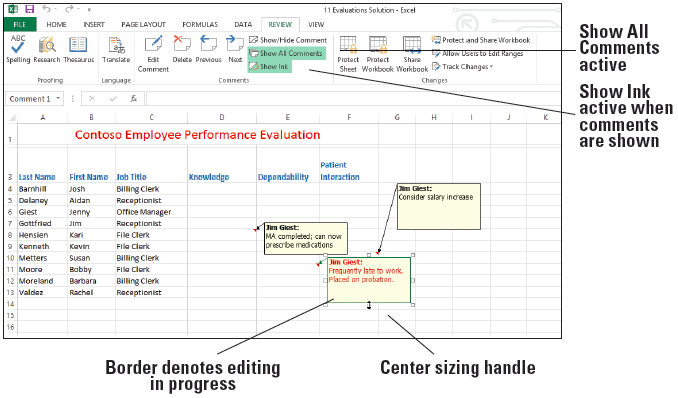 11 Evaluations Solution - Excel
FILE HOME INSERT PAGE LAYOUT FORMULAS DATA REVIEW VIEW
ABC
Spelling Research Thesaurus
Proofing
Translate
Language
Edit Comment Delete Previous Next
Show/Hide Comment
Show All Comments
Show Ink
Comments
Protect Sheet Protect Workbook Share Workbook
Protect and Share Workbook
Allow Users to Edit Ranges
Track Changes
Changes
Show All
Comments
active
Show Ink
active when
comments
are shown
Comment 1 fx
A B C D E F G H I J K
1 Contoso Employee Performance Evaluation
Patient
3 Last Name First Name Job Title Knowledge Dependability Interaction
4 Barnhill Josh Billing Clerk
5 Delaney Aidan Receptionist
6 Giest Jenny Office Manager
7 Gottfried Jim Receptionist
8 Hensien Kari File Clerk
9 Kenneth Kevin File Clerk
10 Metters Susan Billing Clerk
11 Moore Bobby File Clerk
12 Moreland Barbara Billing Clerk
13 Valdez Rachel Receptionist
14
15
16
Jim Giest:
Consider salary increase
Jim Giest:
MA completed; can now
prescribe medications
Jim Giest:
Frequently late to work.
Placed on probation.
Border denotes editing
in progress
Center sizing handle